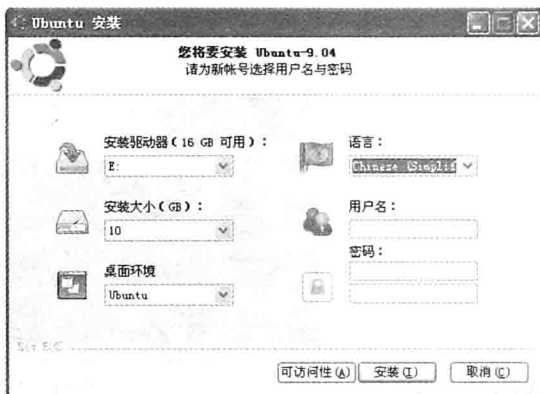 Ubuntu 安装
您将要安装 Ubuntu-9.04
请为新帐号选择用户名与密码
安装驱动器(16 GB 可用):
E:
语言:
Chinese (Simplif
安装大小(GB):
10
用户名:
密码:
桌面环境
Ubuntu
可访问性(A)
安装(I)
取消(C)